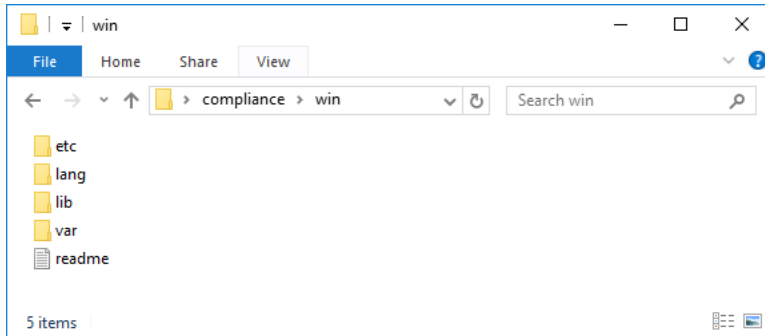 win
File Home Share View
compliance win Search win
etc
lang
lib
var
readme
5 items